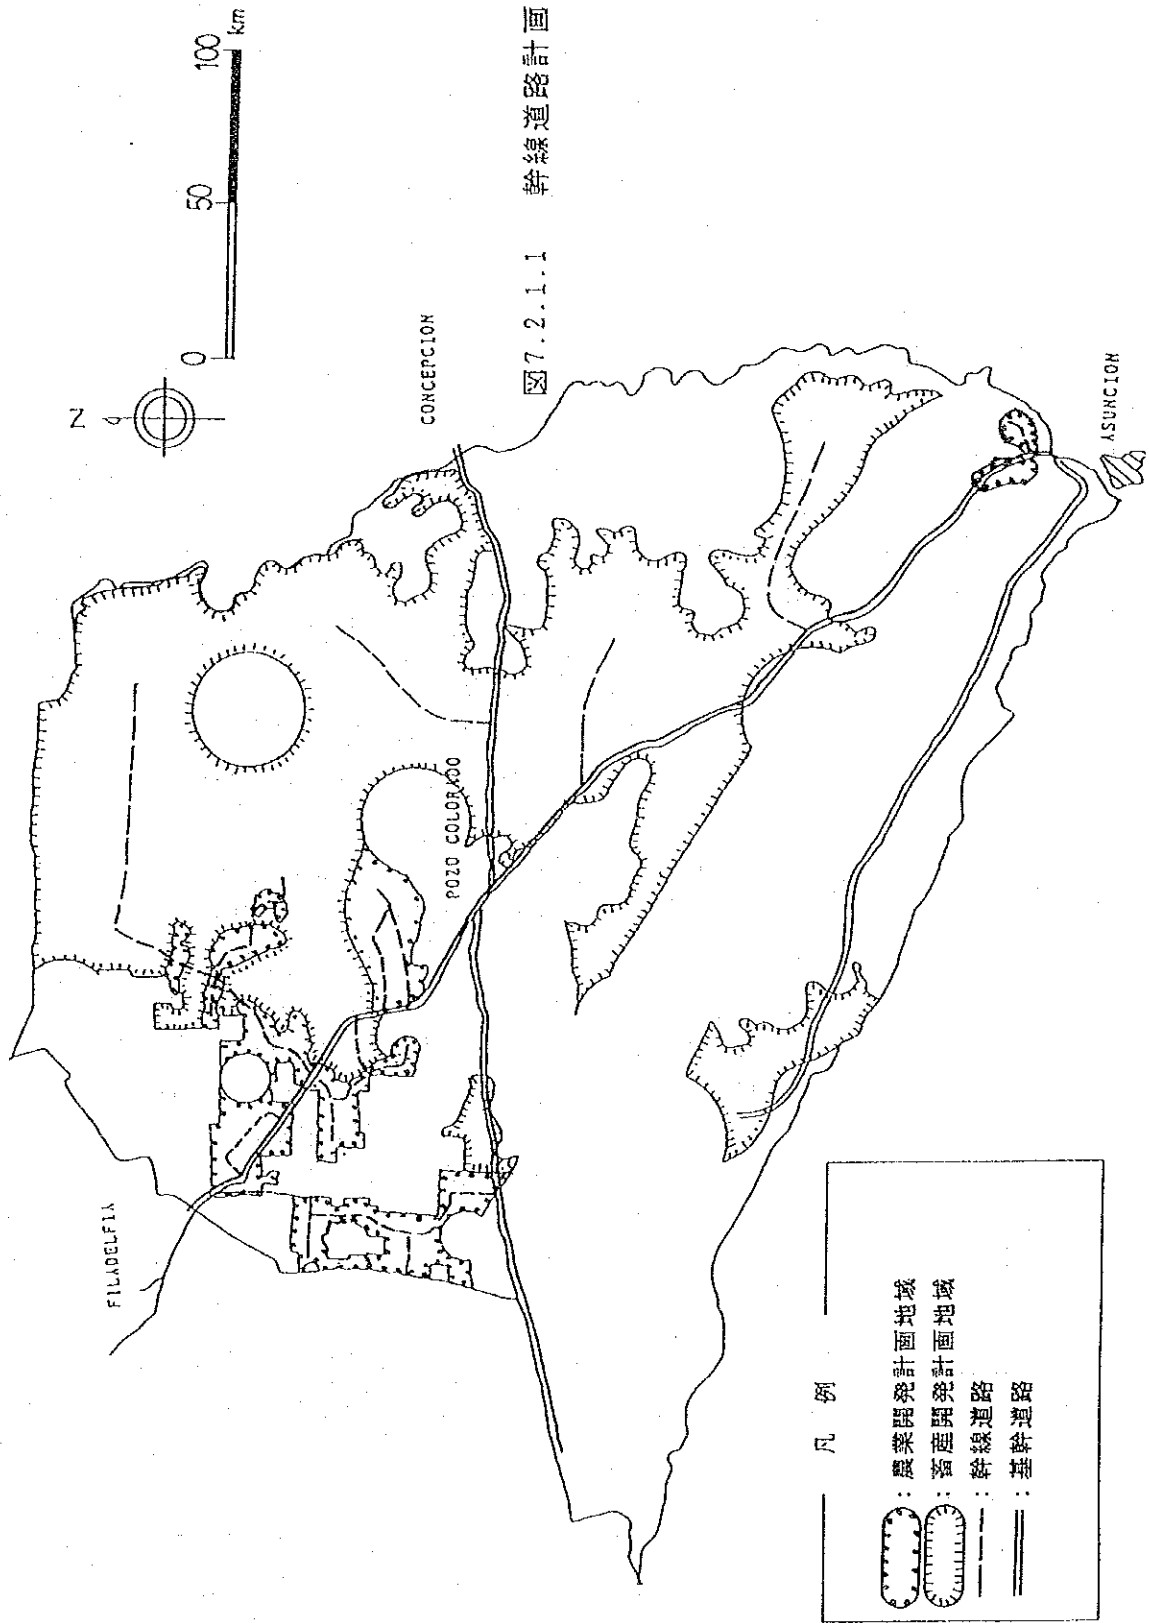 N
0 50 100 km
CONCEPCION
図7.2.1.1 幹線道路計画
POZO COLORADO
FILADELFIA
ASUNCION
凡 例
: 農業開発計画地域
: 畜産開発計画地域
: 幹線道路
: 基幹道路